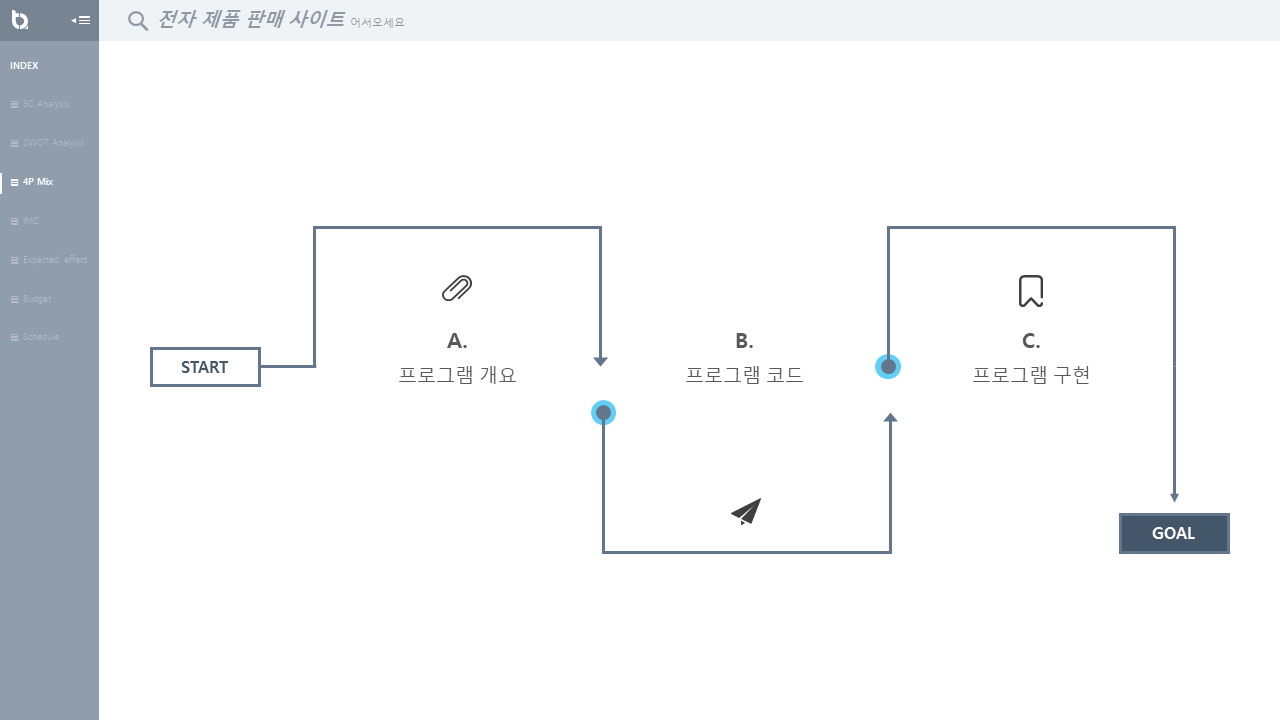 전자 제품 판매 사이트 어서오세요
INDEX
3C Analysis
SWOT Analysis
4P Mix
IMC
Expected effect
Budget
Schedule
START
A.
프로그램 개요
B.
프로그램 코드
C.
프로그램 구현
GOAL